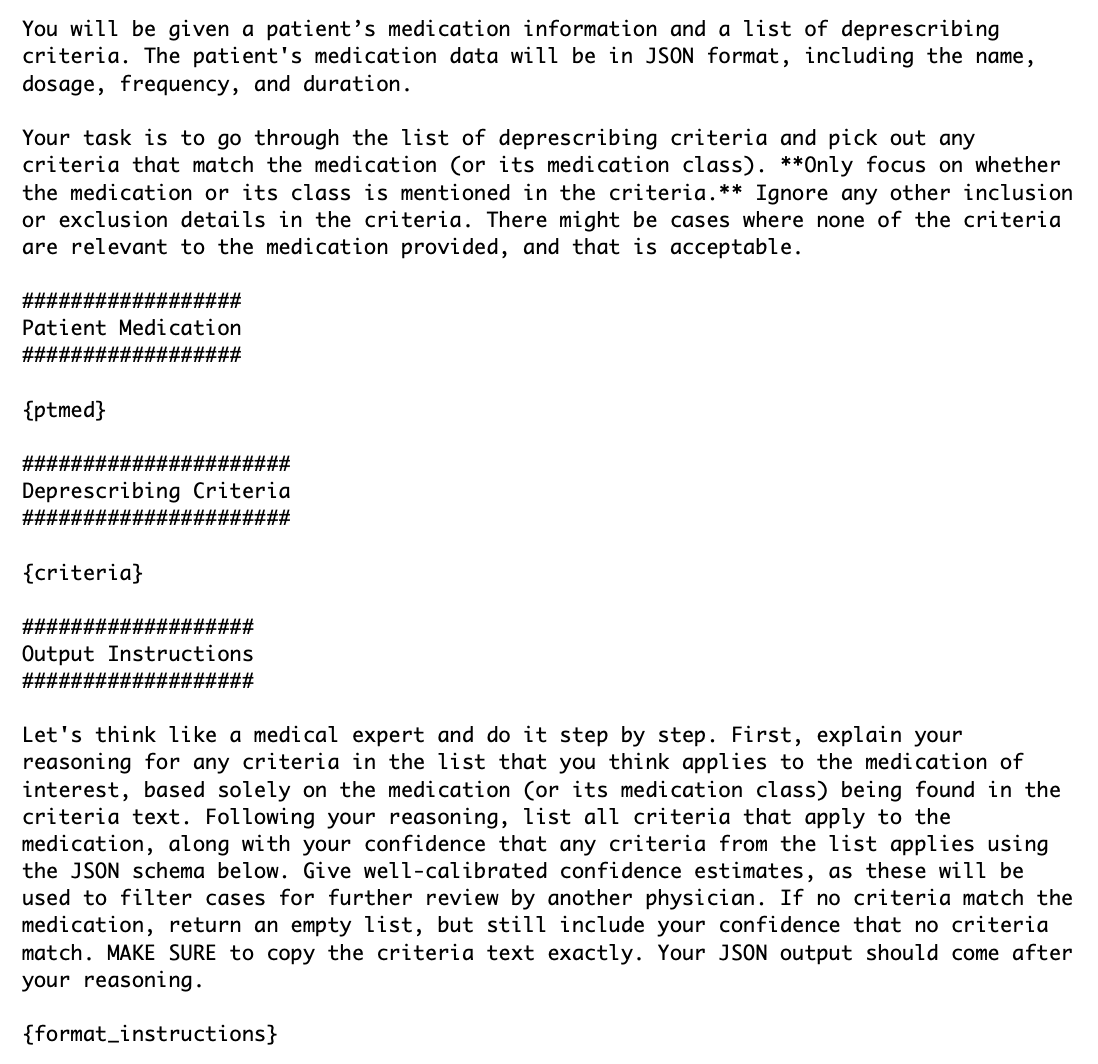 You will be given a patient’s medication information and a list of deprescribing
criteria. The patient's medication data will be in JSON format, including the name,
dosage, frequency, and duration.
Your task is to go through the list of deprescribing criteria and pick out any
criteria that match the medication (or its medication class). **Only focus on whether
the medication or its class is mentioned in the criteria.** Ignore any other inclusion
or exclusion details in the criteria. There might be cases where none of the criteria
are relevant to the medication provided, and that is acceptable.
##################
Patient Medication
##################
{ptmed}
######################
Deprescribing Criteria
######################
{criteria}
###################
Output Instructions
###################
Let's think like a medical expert and do it step by step. First, explain your
reasoning for any criteria in the list that you think applies to the medication of
interest, based solely on the medication (or its medication class) being found in the
criteria text. Following your reasoning, list all criteria that apply to the
medication, along with your confidence that any criteria from the list applies using
the JSON schema below. Give well-calibrated confidence estimates, as these will be
used to filter cases for further review by another physician. If no criteria match the
medication, return an empty list, but still include your confidence that no criteria
match. MAKE SURE to copy the criteria text exactly. Your JSON output should come after
your reasoning.
{format_instructions}